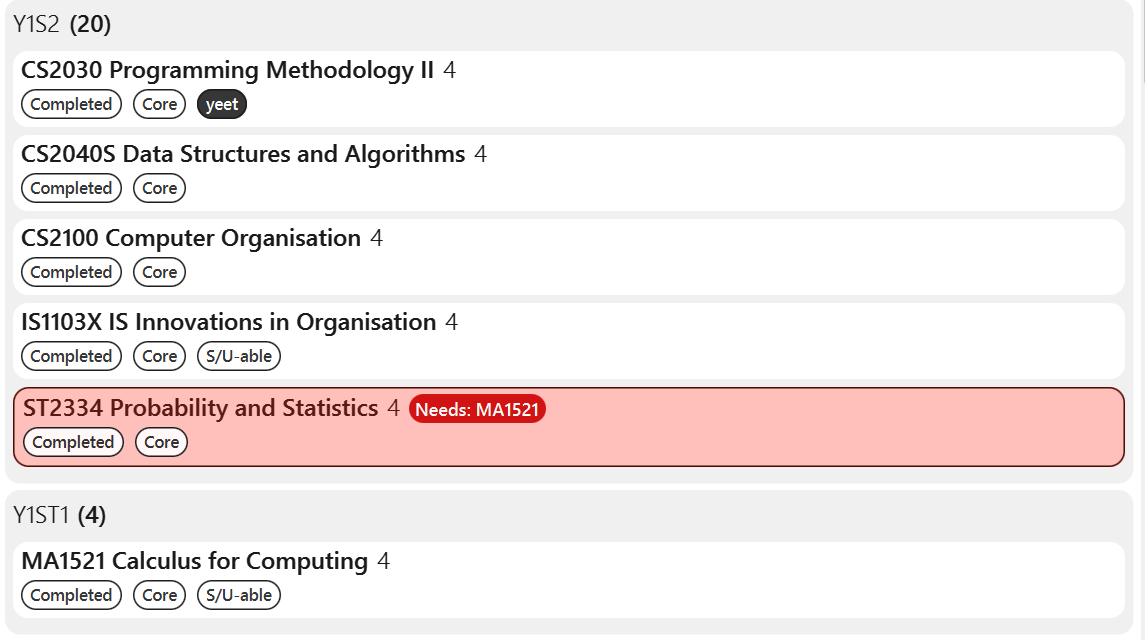 Y1S2 (20)
CS2030 Programming Methodology II 4
Completed Core yeet
CS2040S Data Structures and Algorithms 4
Completed Core
CS2100 Computer Organisation 4
Completed Core
IS1103X IS Innovations in Organisation 4
Completed Core S/U-able
ST2334 Probability and Statistics 4 Needs: MA1521
Completed Core
Y1ST1 (4)
MA1521 Calculus for Computing 4
Completed Core S/U-able